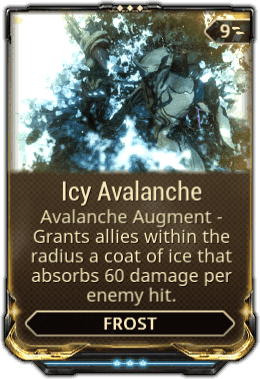 9
Icy Avalanche
Avalanche Augment -
Grants allies within the
radius a coat of ice that
absorbs 60 damage per
enemy hit.
FROST